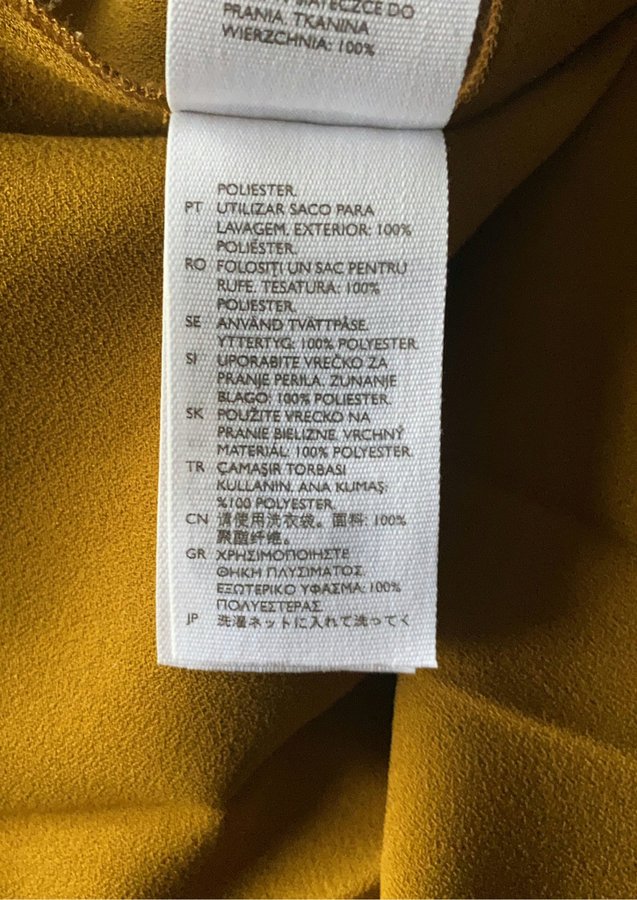 MATECZCE DO
PRANIA. TKANINA
WIERZCHNIA: 100%
POLIESTER.
PT UTILIZAR SACO PARA
LAVAGEM. EXTERIOR: 100%
POLIÉSTER.
RO FOLOSIŢI UN SAC PENTRU
RUFE. TESATURA: 100%
POLIESTER.
SE ANVÄND TVÄTTPÅSE.
YTTERTYG: 100% POLYESTER.
SI UPORABITE VREČKO ZA
PRANJE PERILA. ZUNANJE
BLAGO: 100% POLIESTER.
SK POUŽITE VRECKO NA
PRANIE BIELIZNE. VRCHNÝ
MATERIÁL: 100% POLYESTER.
TR ÇAMAŞIR TORBASI
KULLANIN. ANA KUMAŞ:
%100 POLYESTER.
CN 请使用洗衣袋。面料: 100%
聚酯纤维。
GR ΧΡΗΣΙΜΟΠΟΙΗΣΤΕ
ΘΗΚΗ ΠΛΥΣΙΜΑΤΟΣ.
ΕΞΩΤΕΡΙΚΟ ΥΦΑΣΜΑ: 100%
ΠΟΛΥΕΣΤΕΡΑΣ.
JP 洗濯ネットに入れて洗ってく